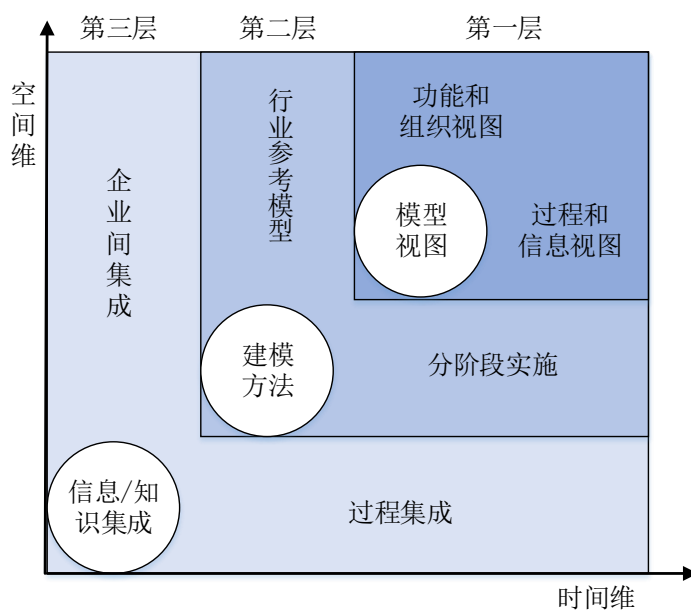 第三层
第二层
第一层
空间维
企业间集成
行业参考模型
功能和
组织视图
模型
视图
过程和
信息视图
建模
方法
分阶段实施
信息/知
识集成
过程集成
时间维